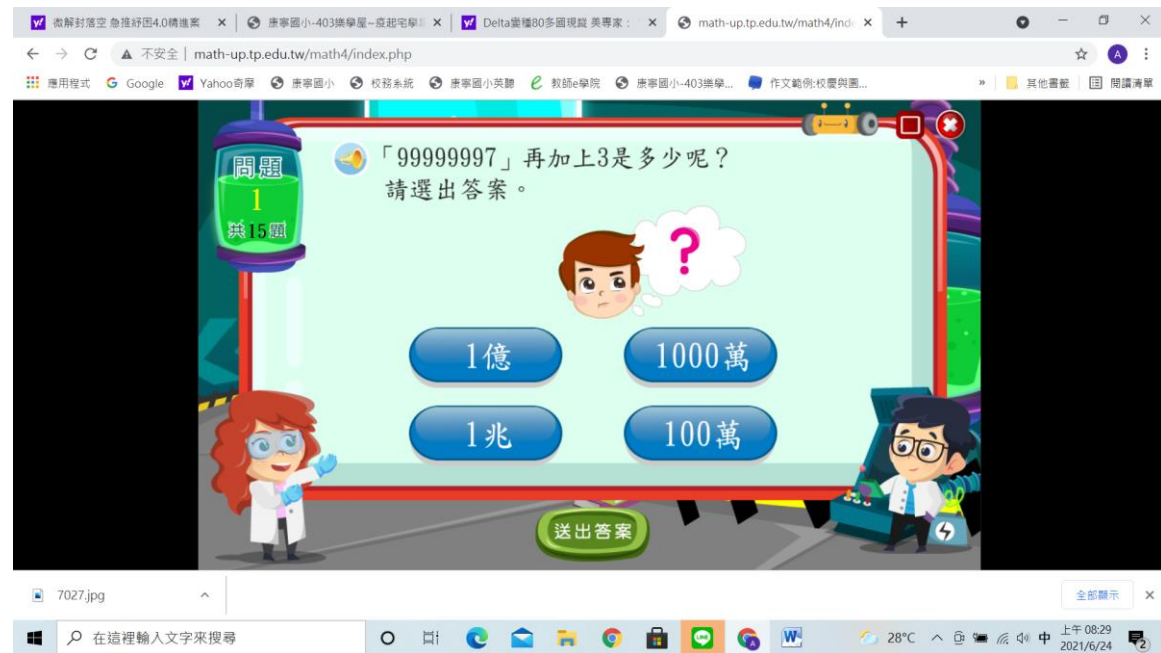 微解封落空 急推紓困4.0精進案
康寧國小-403樂學屋~疫起宅學
Delta變種80多國現蹤 美專家：
math-up.tp.edu.tw/math4/inde
A
不安全 | math-up.tp.edu.tw/math4/index.php
應用程式 Google Yahoo奇摩 康寧國小 校務系統 康寧國小英聽 教師e學院 康寧國小-403樂學... 作文範例:校慶與園... » 其他書籤 閱讀清單
問題
1
共15題
「99999997」再加上3是多少呢？
請選出答案。
?
1億
1000萬
1兆
100萬
送出答案
7027.jpg
全部顯示
在這裡輸入文字來搜尋
28°C
中
上午 08:29
2021/6/24
2